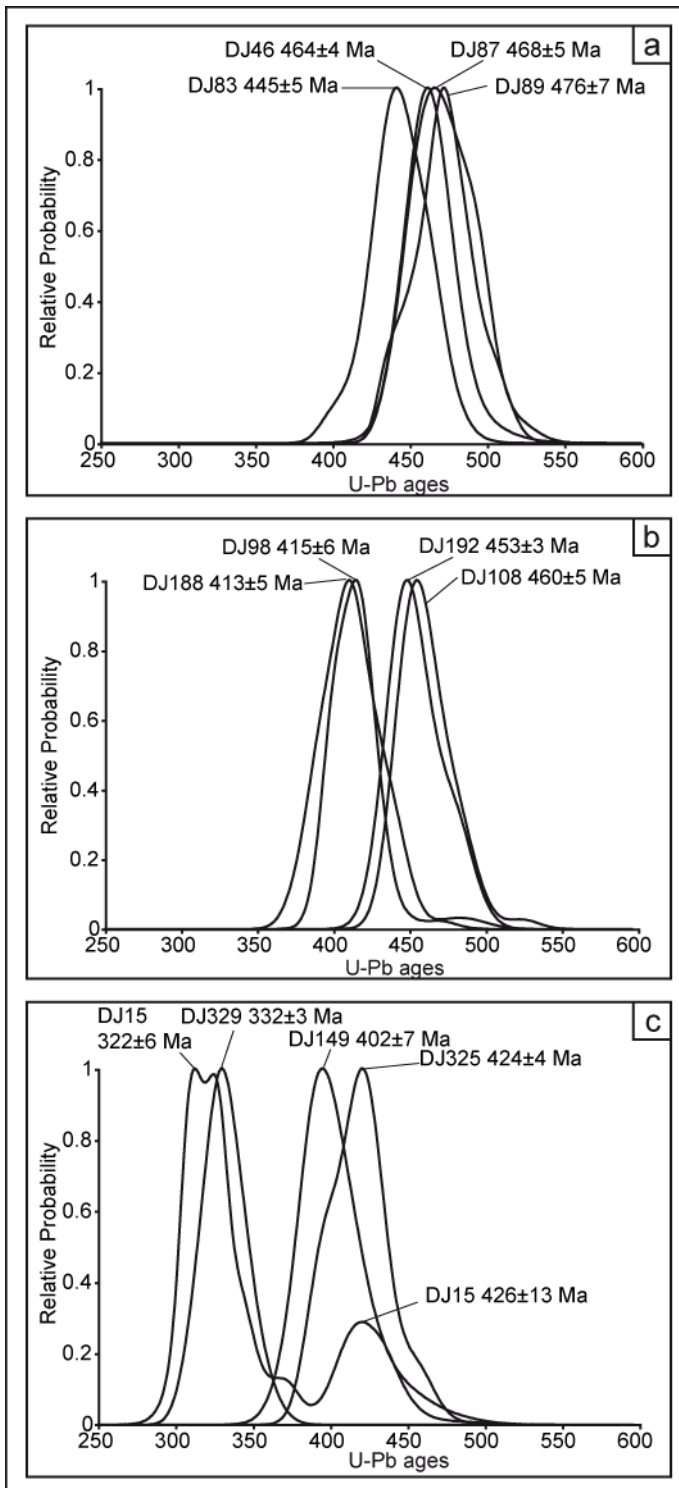 a
DJ46 464±4 Ma DJ87 468±5 Ma
DJ83 445±5 Ma DJ89 476±7 Ma
1
0.8
0.6
0.4
0.2
0
Relative Probability
250 300 350 400 450 500 550 600
U-Pb ages
b
DJ98 415±6 Ma DJ192 453±3 Ma
DJ188 413±5 Ma DJ108 460±5 Ma
1
0.8
0.6
0.4
0.2
0
Relative Probability
250 300 350 400 450 500 550 600
U-Pb ages
c
DJ15 DJ329 332±3 Ma
322±6 Ma DJ149 402±7 Ma
DJ325 424±4 Ma
1
0.8
0.6
0.4
DJ15 426±13 Ma
0.2
0
Relative Probability
250 300 350 400 450 500 550 600
U-Pb ages